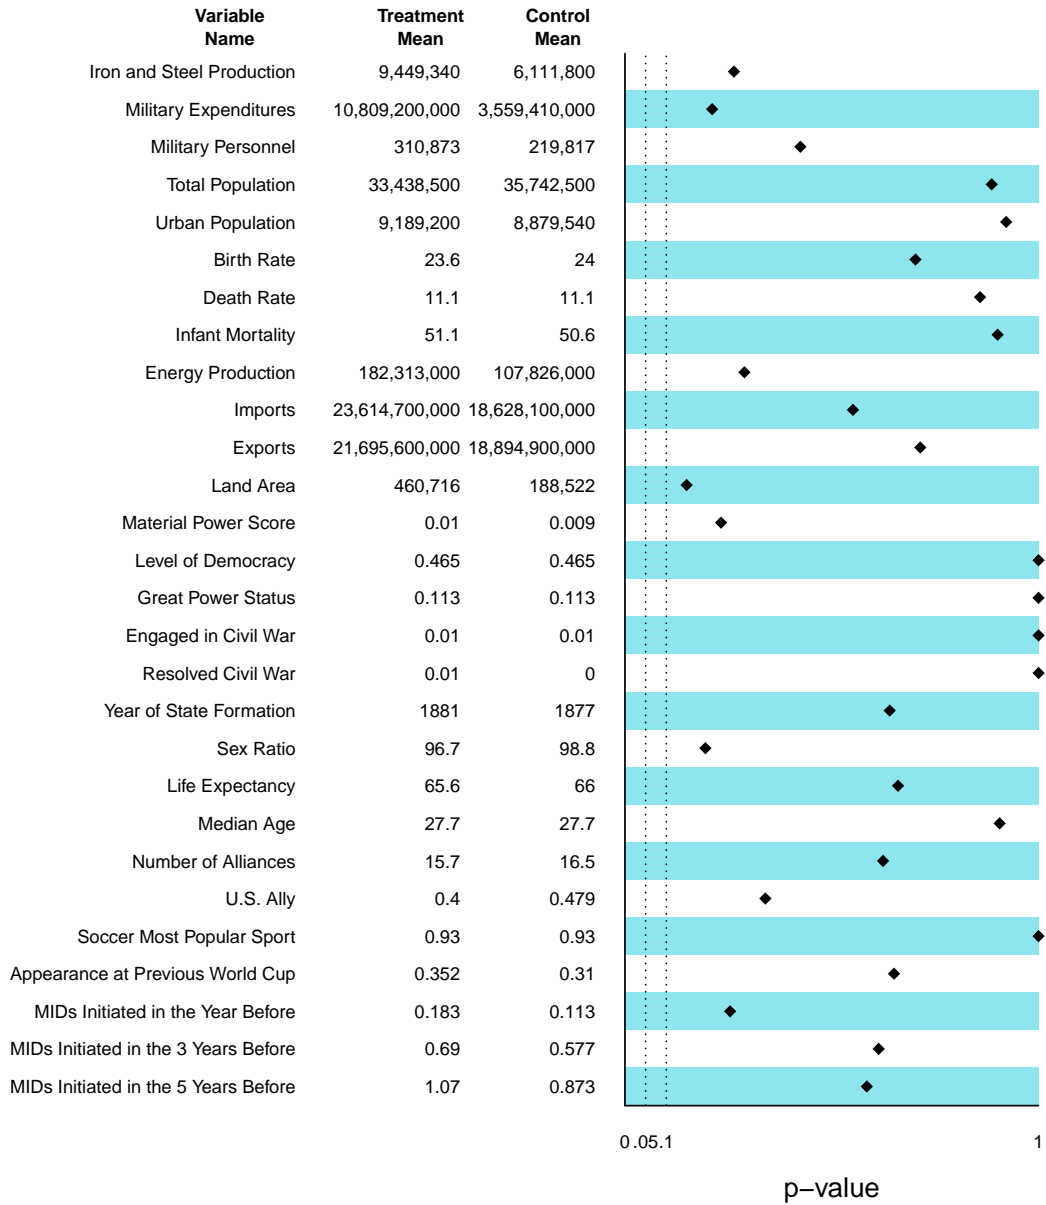 Variable Name Treatment Mean Control Mean
Iron and Steel Production 9,449,340 6,111,800
Military Expenditures 10,809,200,000 3,559,410,000
Military Personnel 310,873 219,817
Total Population 33,438,500 35,742,500
Urban Population 9,189,200 8,879,540
Birth Rate 23.6 24
Death Rate 11.1 11.1
Infant Mortality 51.1 50.6
Energy Production 182,313,000 107,826,000
Imports 23,614,700,000 18,628,100,000
Exports 21,695,600,000 18,894,900,000
Land Area 460,716 188,522
Material Power Score 0.01 0.009
Level of Democracy 0.465 0.465
Great Power Status 0.113 0.113
Engaged in Civil War 0.01 0.01
Resolved Civil War 0.01 0
Year of State Formation 1881 1877
Sex Ratio 96.7 98.8
Life Expectancy 65.6 66
Median Age 27.7 27.7
Number of Alliances 15.7 16.5
U.S. Ally 0.4 0.479
Soccer Most Popular Sport 0.93 0.93
Appearance at Previous World Cup 0.352 0.31
MIDs Initiated in the Year Before 0.183 0.113
MIDs Initiated in the 3 Years Before 0.69 0.577
MIDs Initiated in the 5 Years Before 1.07 0.873
0 .05 .1 1
p−value